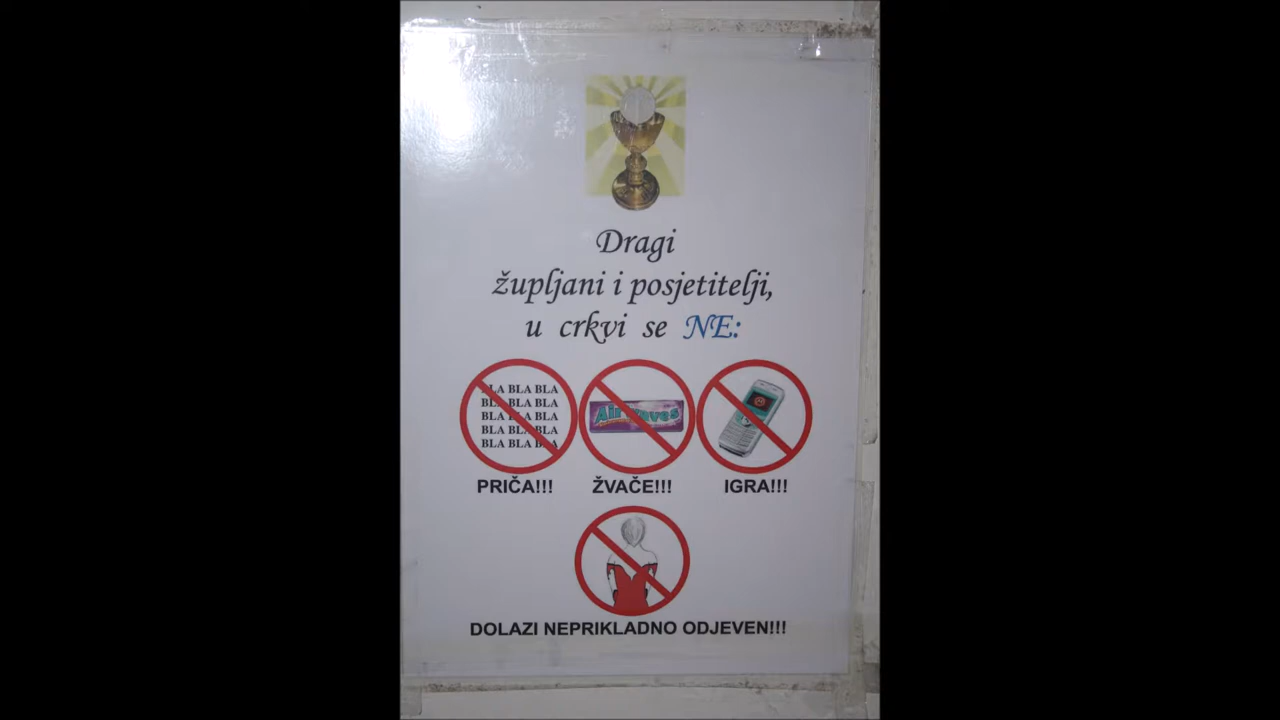 Dragi
župljani i posjetitelji,
u crkvi se NE:
BLA BLA BLA
BLA BLA BLA
BLA BLA BLA
BLA BLA BLA
BLA BLA BLA
Airwaves
PRIČA!!!
ŽVAČE!!!
IGRA!!!
DOLAZI NEPRIKLADNO ODJEVEN!!!